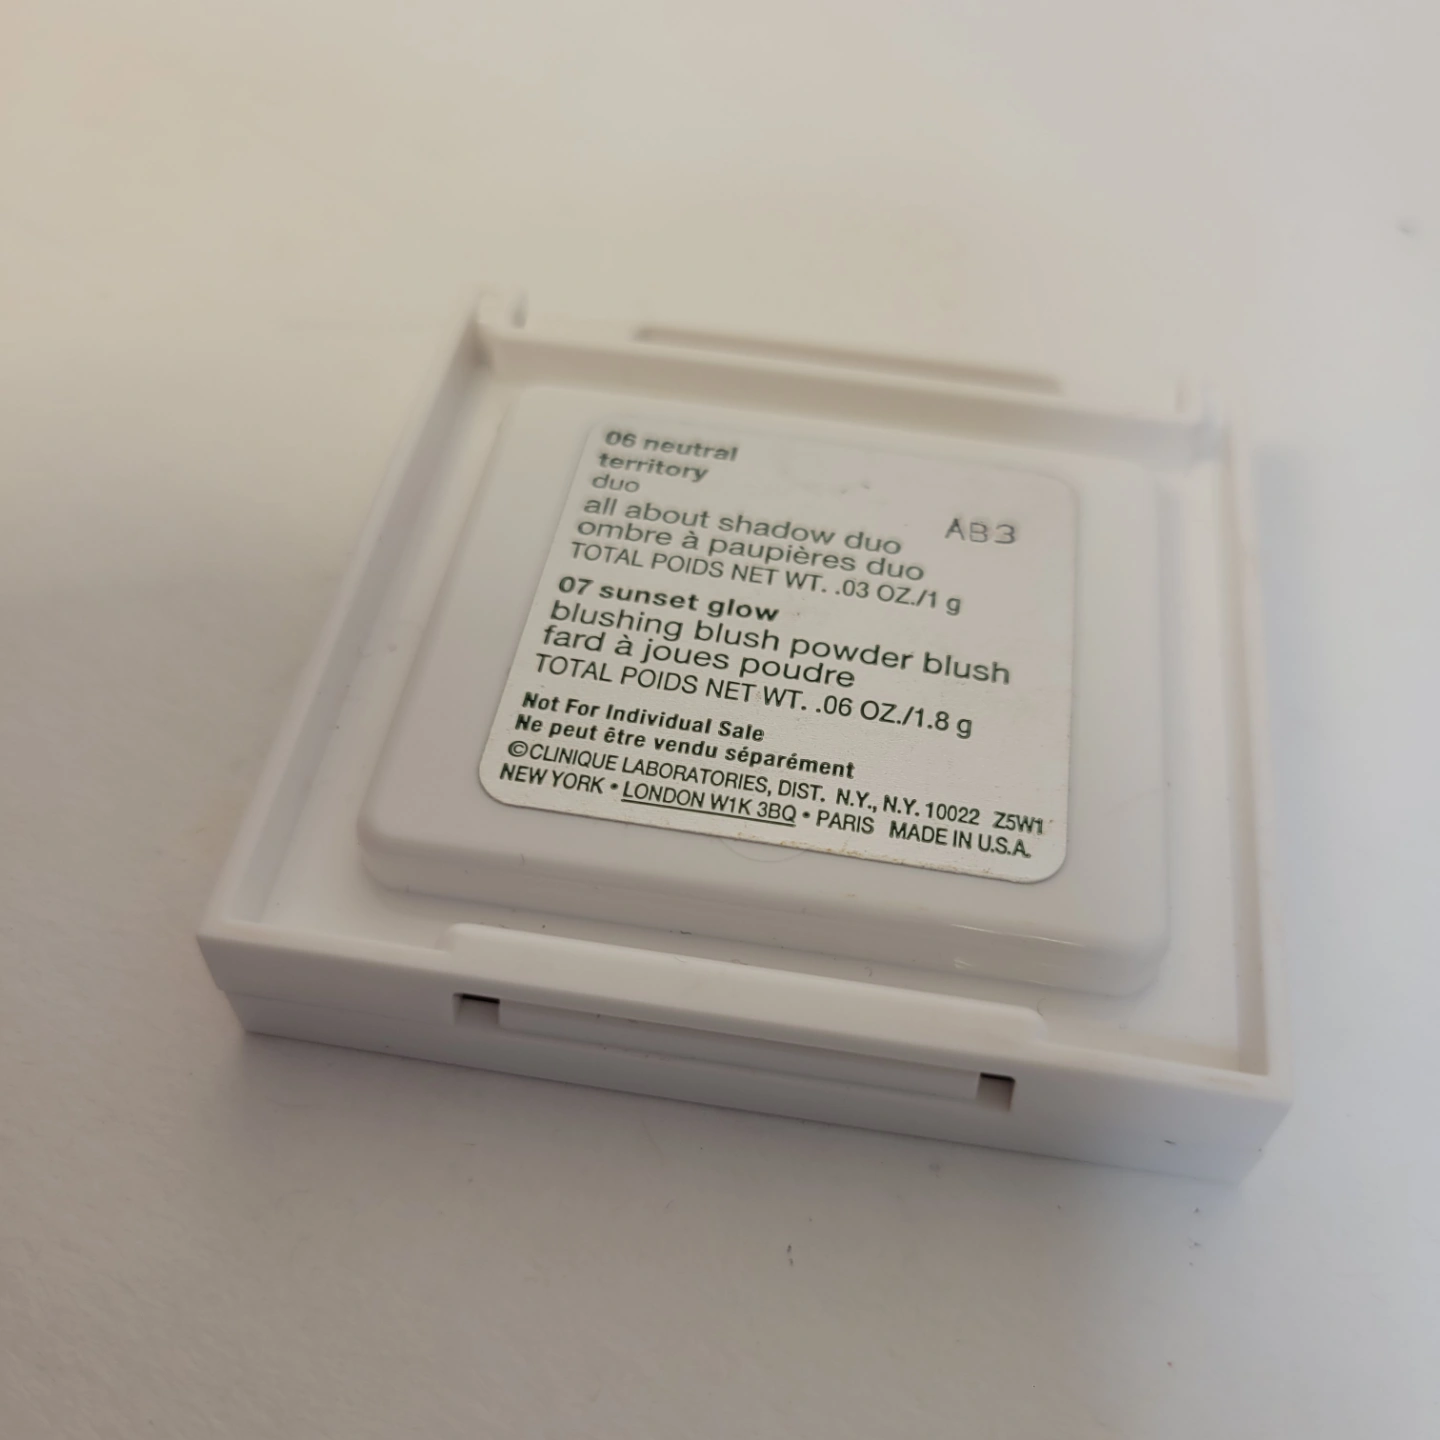 06 neutral
territory
duo
all about shadow duo
AB3
ombre à paupières duo
TOTAL POIDS NET WT. .03 OZ./1 g
07 sunset glow
blushing blush powder blush
fard à joues poudre
TOTAL POIDS NET WT. .06 OZ./1.8 g
Not For Individual Sale
Ne peut être vendu séparément
©CLINIQUE LABORATORIES, DIST. N.Y., N.Y. 10022 Z5W1
NEW YORK • LONDON W1K 3BQ • PARIS MADE IN U.S.A.